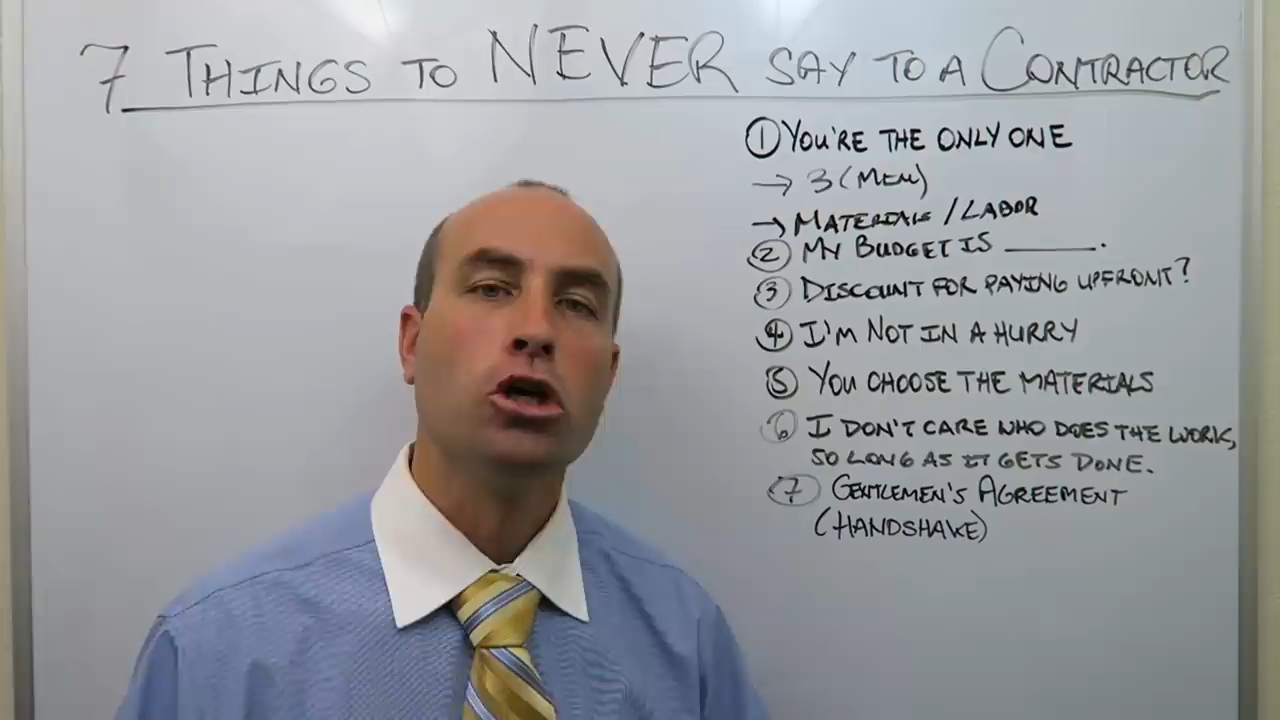 7 THINGS TO NEVER SAY TO A CONTRACTOR
① YOU'RE THE ONLY ONE
→ 3 (MEN)
→ MATERIALS / LABOR
② MY BUDGET IS ______.
③ DISCOUNT FOR PAYING UPFRONT?
④ I'M NOT IN A HURRY
⑤ YOU CHOOSE THE MATERIALS
⑥ I DON'T CARE WHO DOES THE WORK,
SO LONG AS IT GETS DONE.
⑦ GENTLEMEN'S AGREEMENT
(HANDSHAKE)